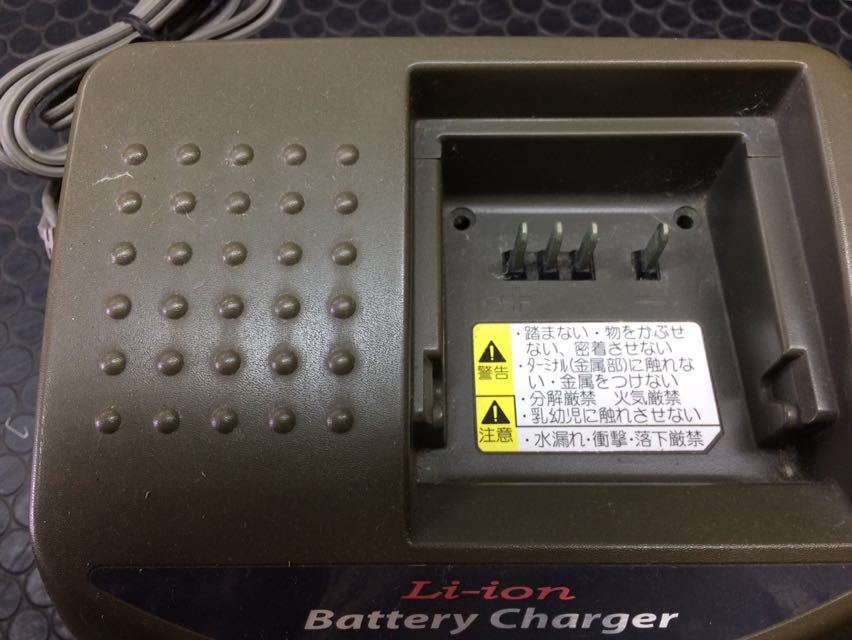 ・踏まない・物をかぶせ
ない、密着させない
・ﾀｰﾐﾅﾙ(金属部)に触れな
い・金属をつけない
・分解厳禁 火気厳禁
・乳幼児に触れさせない
警告
・水漏れ・衝撃・落下厳禁
注意
Li-ion
Battery Charger